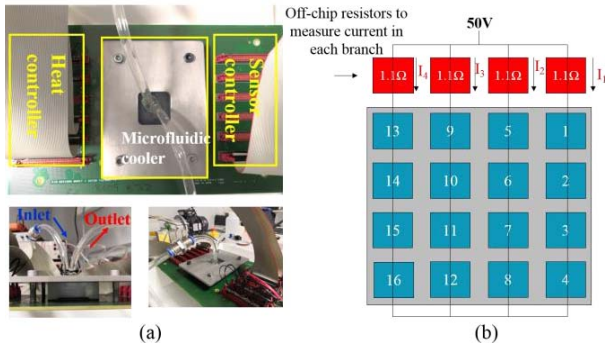 Heat
controller
Microfluidic
cooler
Sensor
controller
Inlet
Outlet
(a)
Off-chip resistors to
measure current in
each branch
50V
1.1Ω I₄ 1.1Ω I₃ 1.1Ω I₂ 1.1Ω I₁
13 9 5 1
14 10 6 2
15 11 7 3
16 12 8 4
(b)